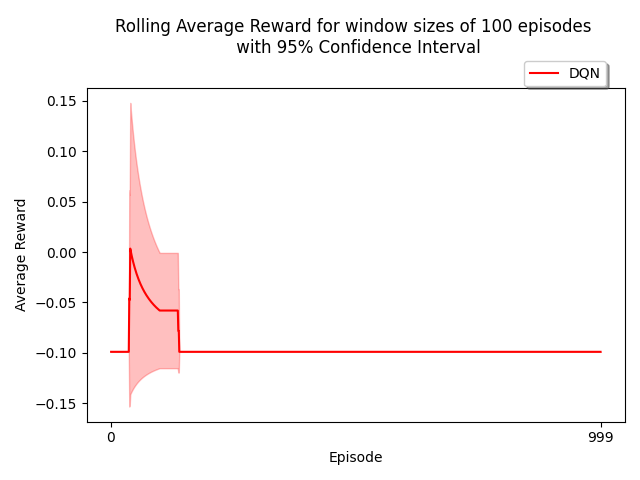 Rolling Average Reward for window sizes of 100 episodes
with 95% Confidence Interval
DQN
0.15
0.10
0.05
0.00
−0.05
−0.10
−0.15
Average Reward
0
999
Episode